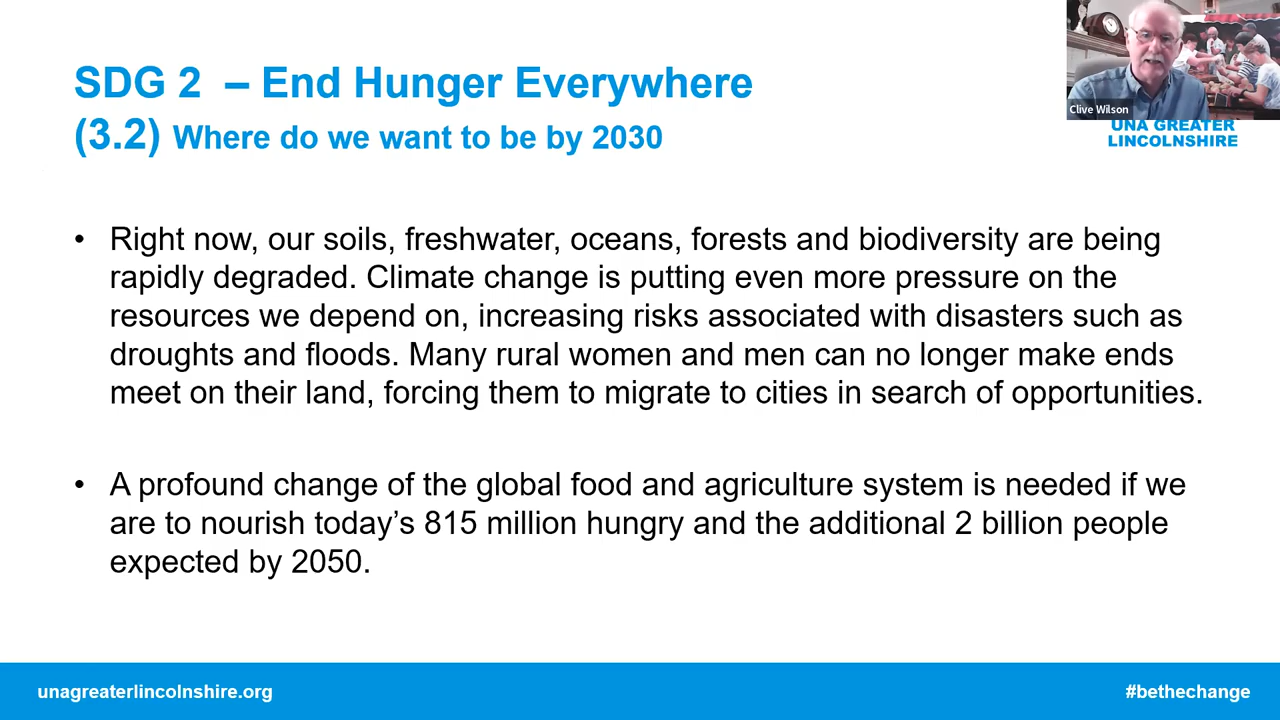 SDG 2 – End Hunger Everywhere
(3.2) Where do we want to be by 2030
Clive Wilson
UNA GREATER
LINCOLNSHIRE
• Right now, our soils, freshwater, oceans, forests and biodiversity are being
rapidly degraded. Climate change is putting even more pressure on the
resources we depend on, increasing risks associated with disasters such as
droughts and floods. Many rural women and men can no longer make ends
meet on their land, forcing them to migrate to cities in search of opportunities.
• A profound change of the global food and agriculture system is needed if we
are to nourish today’s 815 million hungry and the additional 2 billion people
expected by 2050.
unagreaterlincolnshire.org
#bethechange